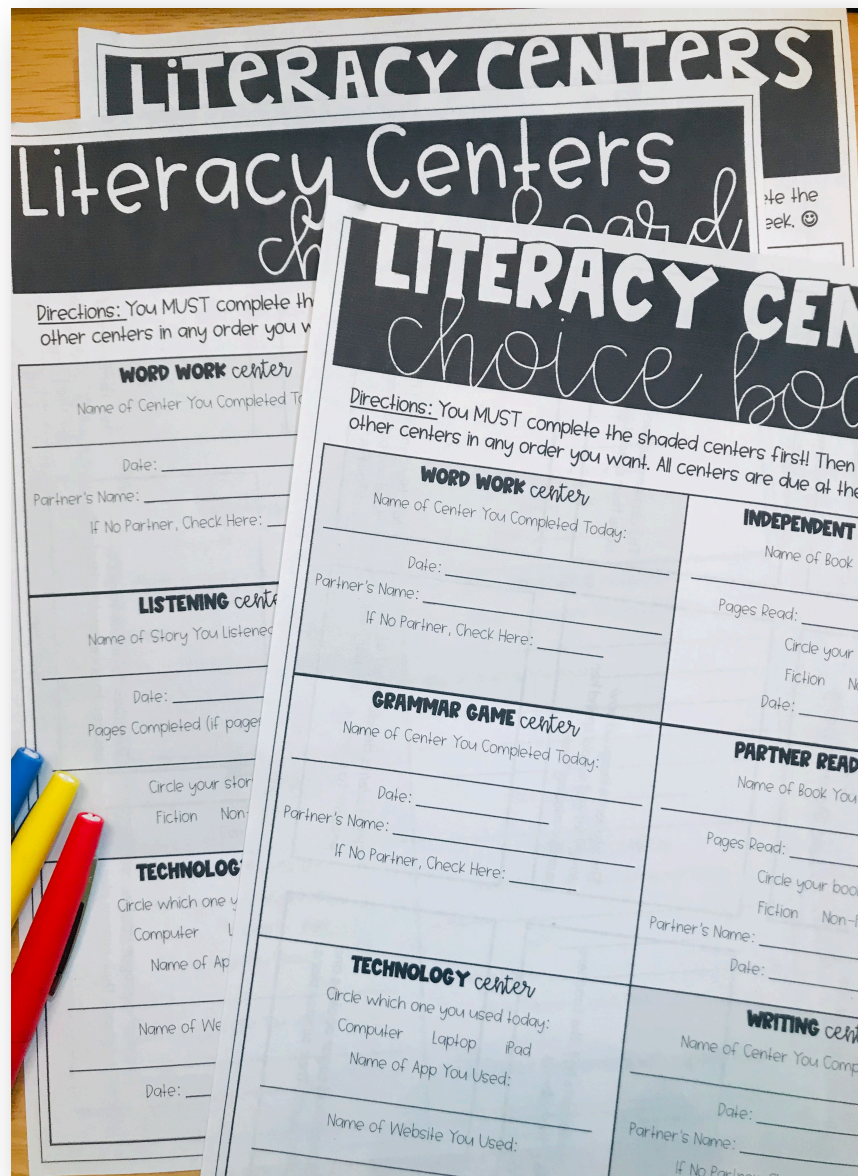 LITERACY CENTERS
ete the
eek. ☺
Literacy Centers
board
Directions: You MUST complete th
other centers in any order you w
WORD WORK center
Name of Center You Completed To
Date:
Partner's Name:
If No Partner, Check Here:
LISTENING cente
Name of Story You Listened
Date:
Pages Completed (if page
Circle your stor
Fiction Non-
TECHNOLOG
Circle which one y
Computer L
Name of Ap
Name of We
Date:
LITERACY CEN
choice boa
Directions: You MUST complete the shaded centers first! Then
other centers in any order you want. All centers are due at the
WORD WORK center
Name of Center You Completed Today:
Date:
Partner's Name:
If No Partner, Check Here:
INDEPENDENT
Name of Book
Pages Read:
Circle your
Fiction N
Date:
GRAMMAR GAME center
Name of Center You Completed Today:
Date:
Partner's Name:
If No Partner, Check Here:
PARTNER READ
Name of Book You
Pages Read:
Circle your boo
Fiction Non-f
Partner's Name:
Date:
TECHNOLOGY center
Circle which one you used today:
Computer Laptop iPad
Name of App You Used:
Name of Website You Used:
WRITING cen
Name of Center You Comp
Date:
Partner's Name:
If No Partner